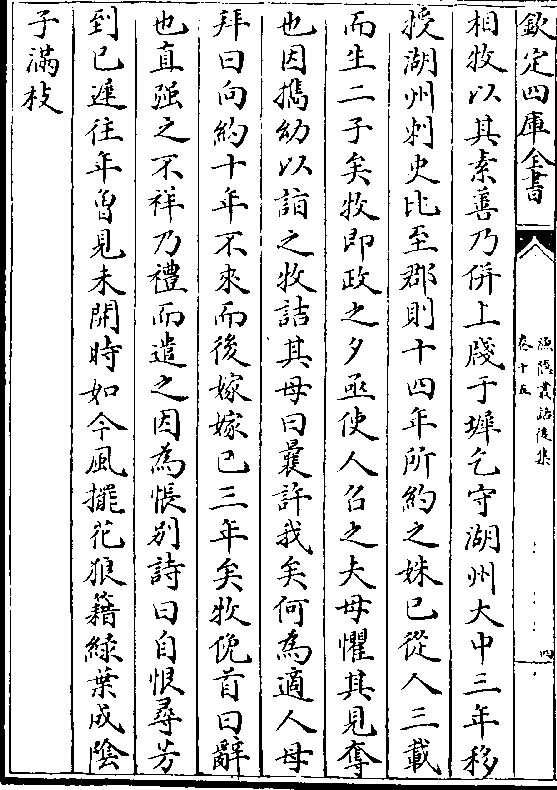 欽定四庫全書
漁隱叢話後集
卷十五
四
相牧以其素善乃併上牋于墀乞守湖州大中三年移
授湖州刺史比至郡則十四年所約之姝已從人三載
而生二子矣牧即政之夕亟使人召之夫母懼其見奪
也因攜幼以詣之牧詰其母曰曩許我矣何為適人母
拜曰向約十年不來而後嫁嫁已三年矣牧俛首曰辭
也直强之不祥乃禮而遣之因為悵别詩曰自恨尋芳
到已遲往年曾見未開時如今風擺花狼籍緑葉成陰
子滿枝